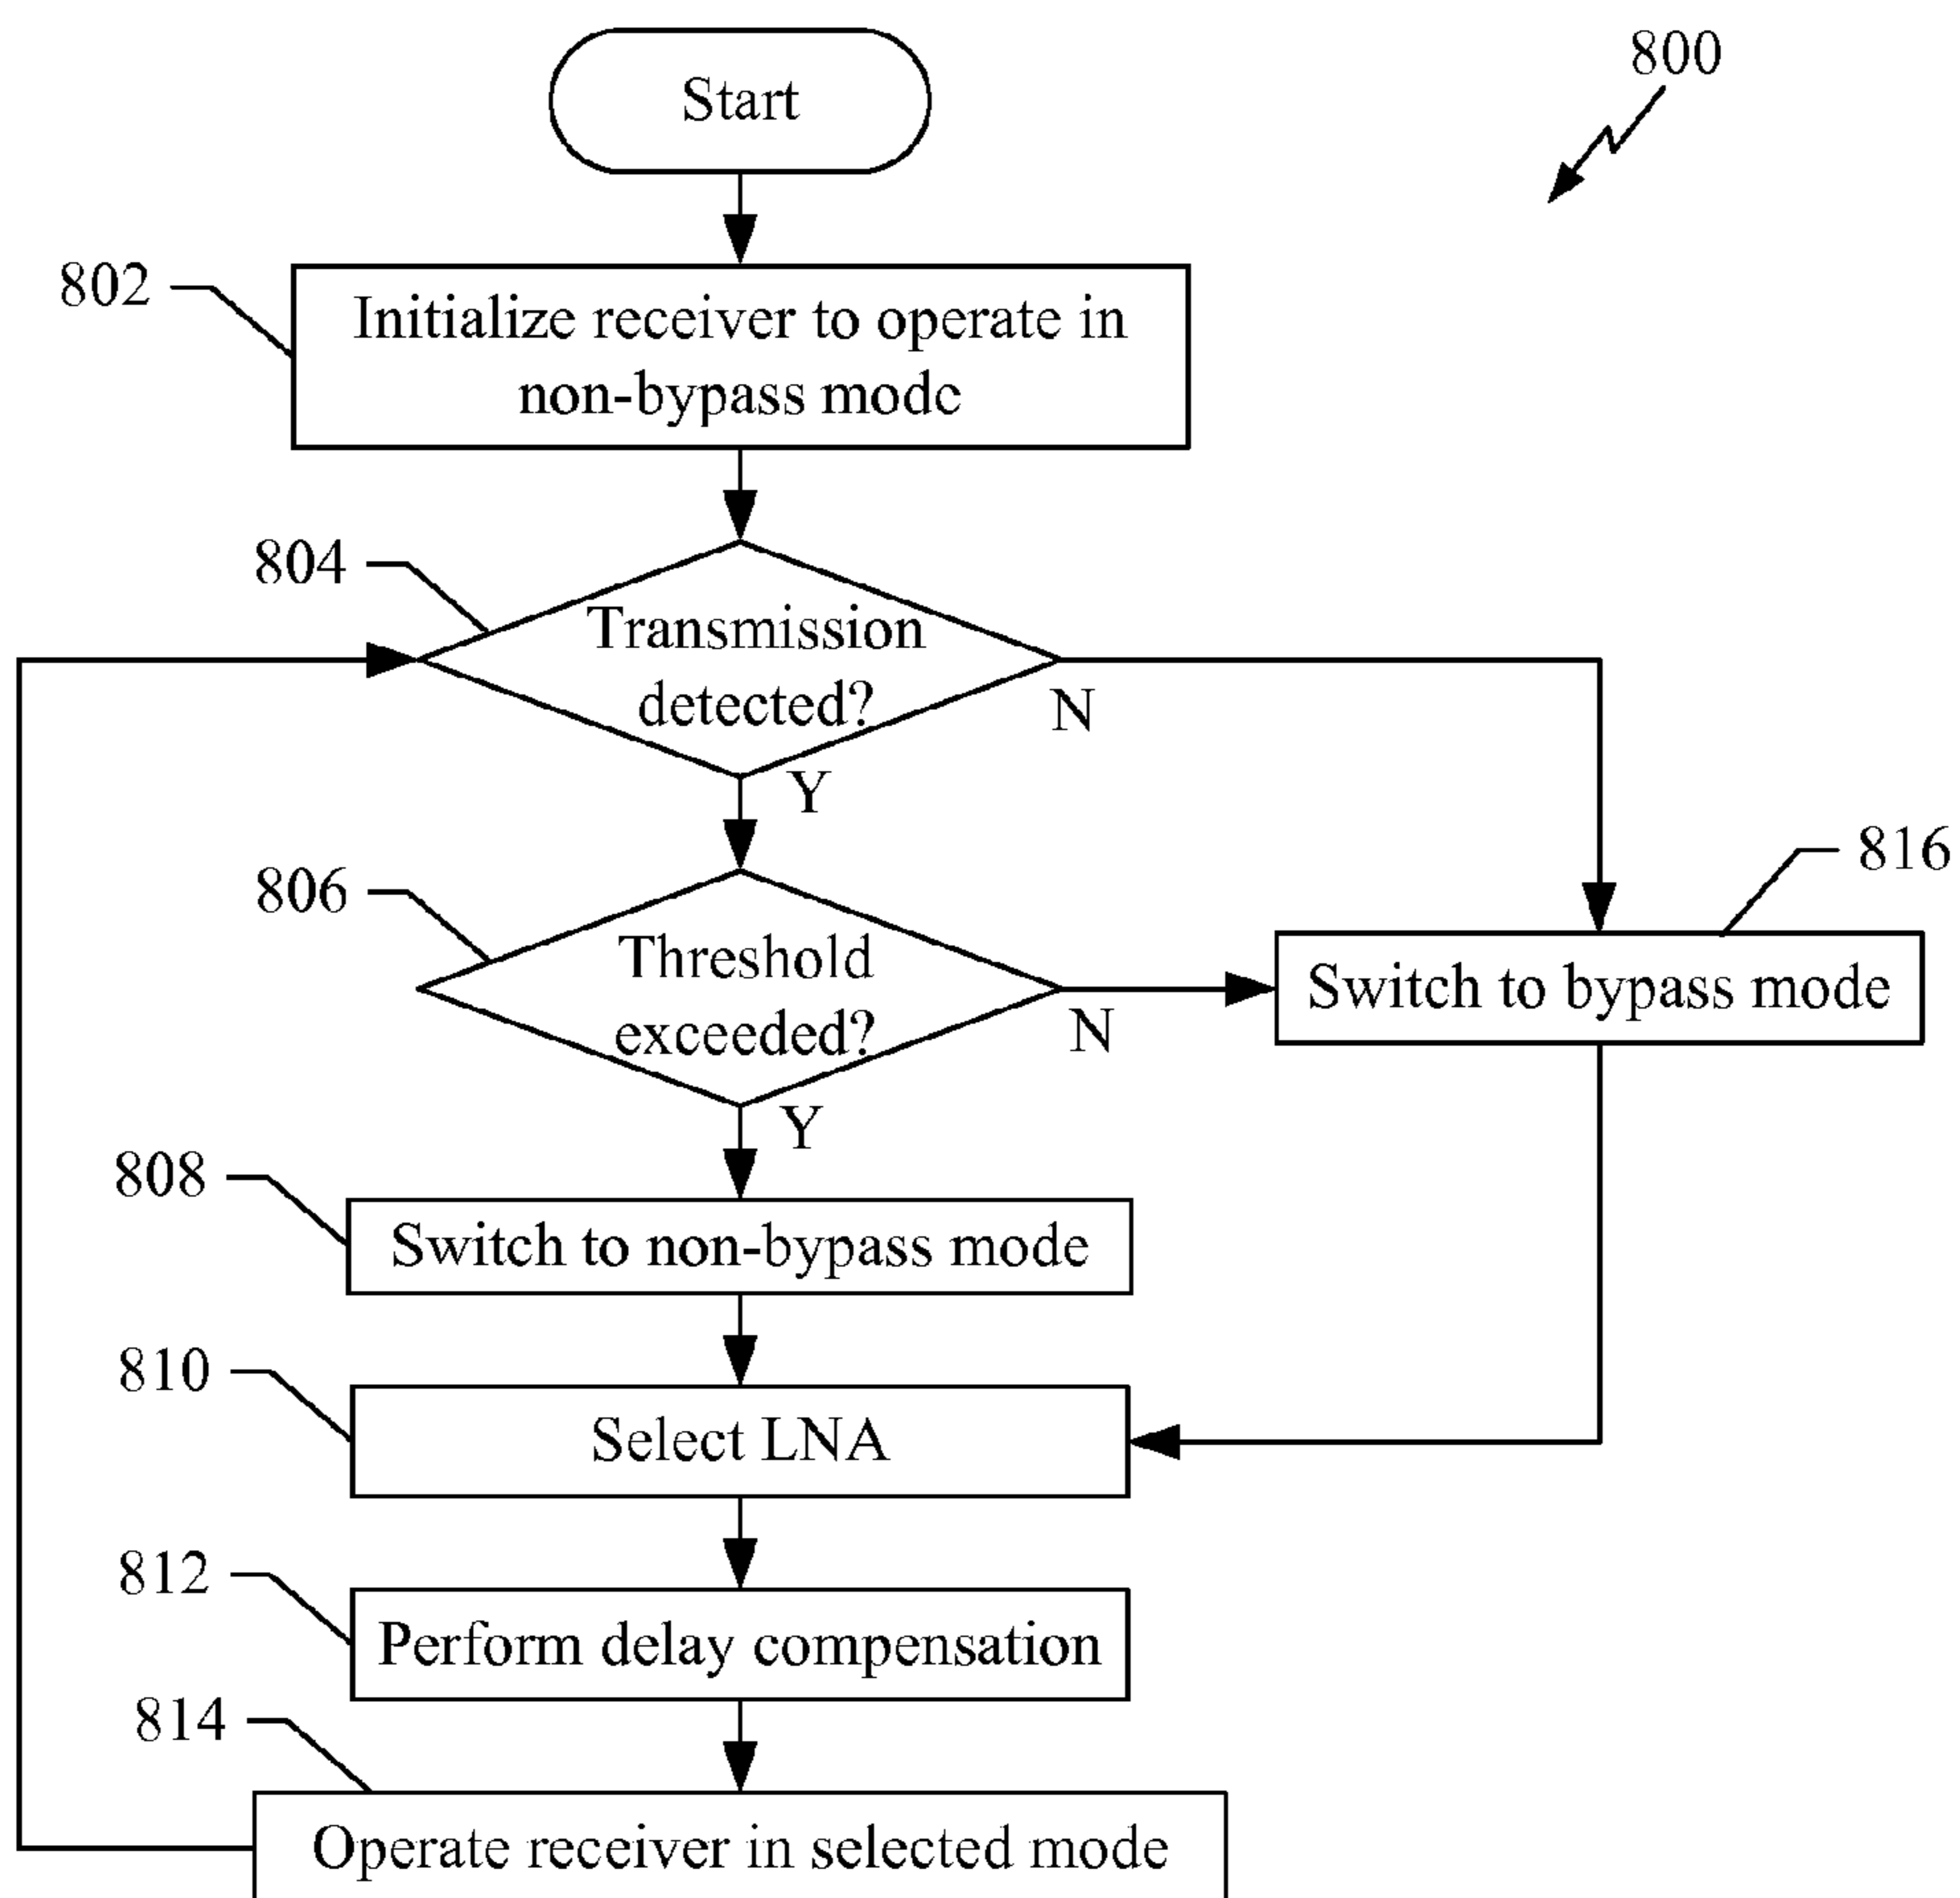 Start
800
802
Initialize receiver to operate in
non-bypass mode
804
Transmission
detected?
N
Y
816
806
Threshold
exceeded?
N
Switch to bypass mode
Y
808
Switch to non-bypass mode
810
Select LNA
812
Perform delay compensation
814
Operate receiver in selected mode